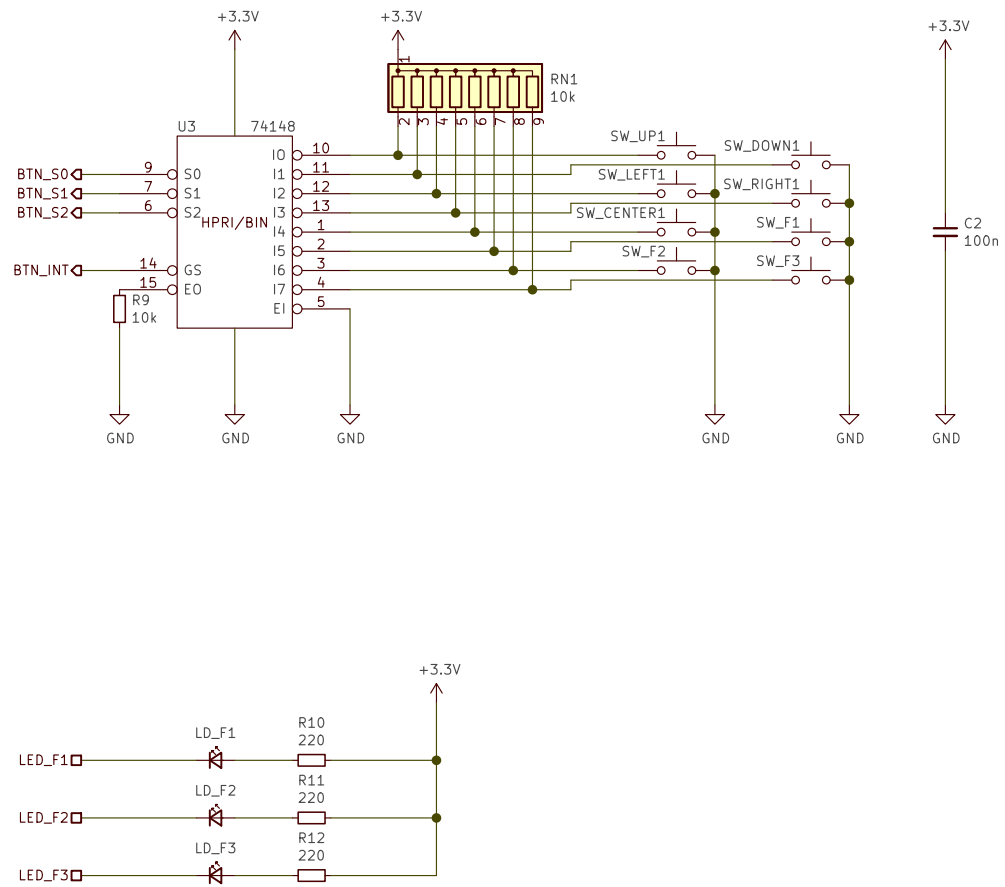 +3.3V
+3.3V
+3.3V
1
RN1
10k
2 3 4 5 6 7 8 9
U3
74148
BTN_S0
9
S0
BTN_S1
7
S1
BTN_S2
6
S2
HPRI/BIN
BTN_INT
14
GS
15
EO
R9
10k
I0
10
I1
11
I2
12
I3
13
I4
1
I5
2
I6
3
I7
4
EI
5
SW_UP1
SW_DOWN1
SW_LEFT1
SW_RIGHT1
SW_CENTER1
SW_F1
SW_F2
SW_F3
C2
100n
GND
GND
GND
GND
GND
GND
+3.3V
LD_F1
R10
220
LED_F1
LD_F2
R11
220
LED_F2
LD_F3
R12
220
LED_F3